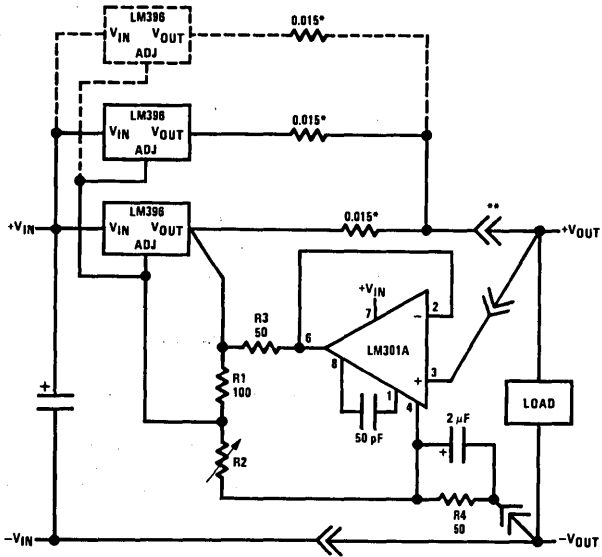 LM396
VIN VOUT
ADJ
0.015*
LM396
VIN VOUT
ADJ
0.015*
LM396
VIN VOUT
ADJ
0.015*
**
+VIN
+VOUT
+VIN
7
2
−
R3
50
6
LM301A
8
3
+
1
4
R1
100
50 pF
2 μF
+
LOAD
+
R2
R4
50
−VIN
−VOUT